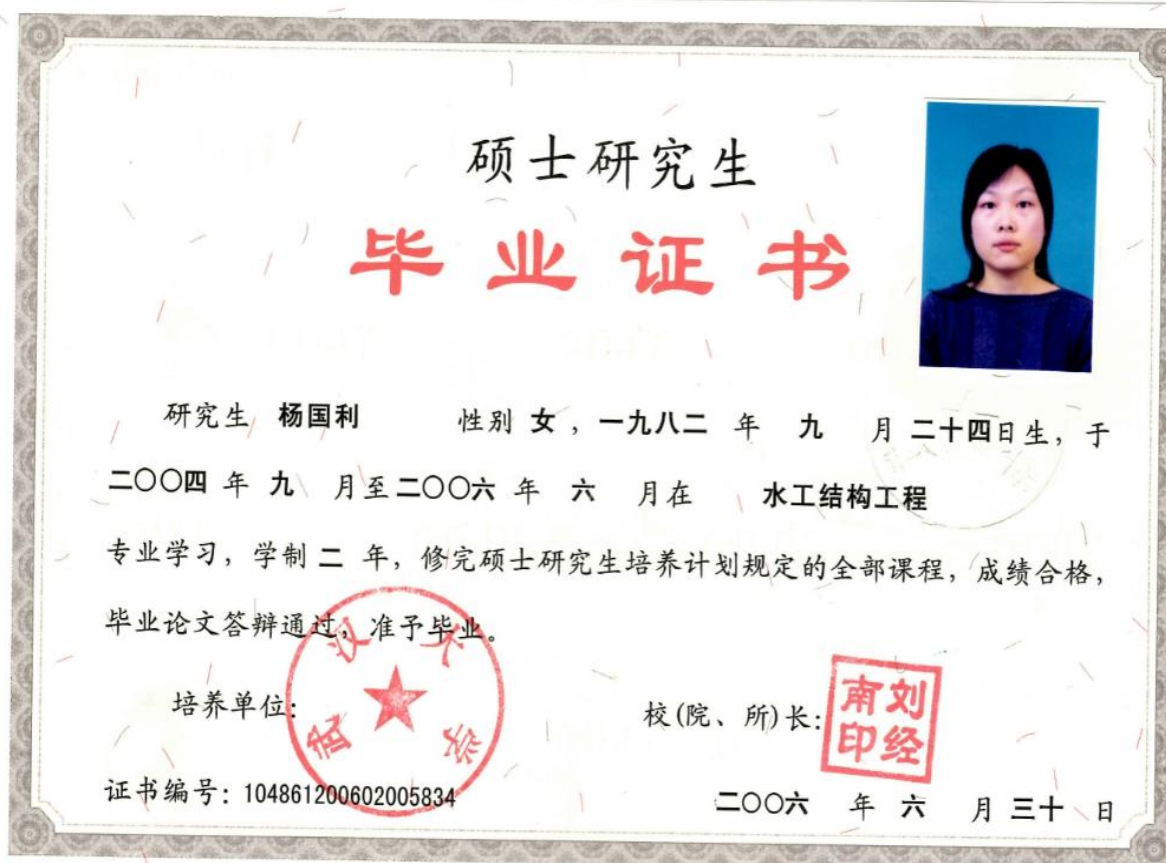 硕士研究生
毕业证书
研究生 杨国利 性别 女，一九八二 年 九 月 二十四日生，于
二〇〇四 年 九 月至 二〇〇六 年 六 月在 水工结构工程
专业学习，学制 二 年，修完硕士研究生培养计划规定的全部课程，成绩合格，
毕业论文答辩通过，准予毕业。
培养单位：
武汉大学
校(院、所)长：
刘经南印
证书编号：104861200602005834
二〇〇六 年 六 月 三十 日